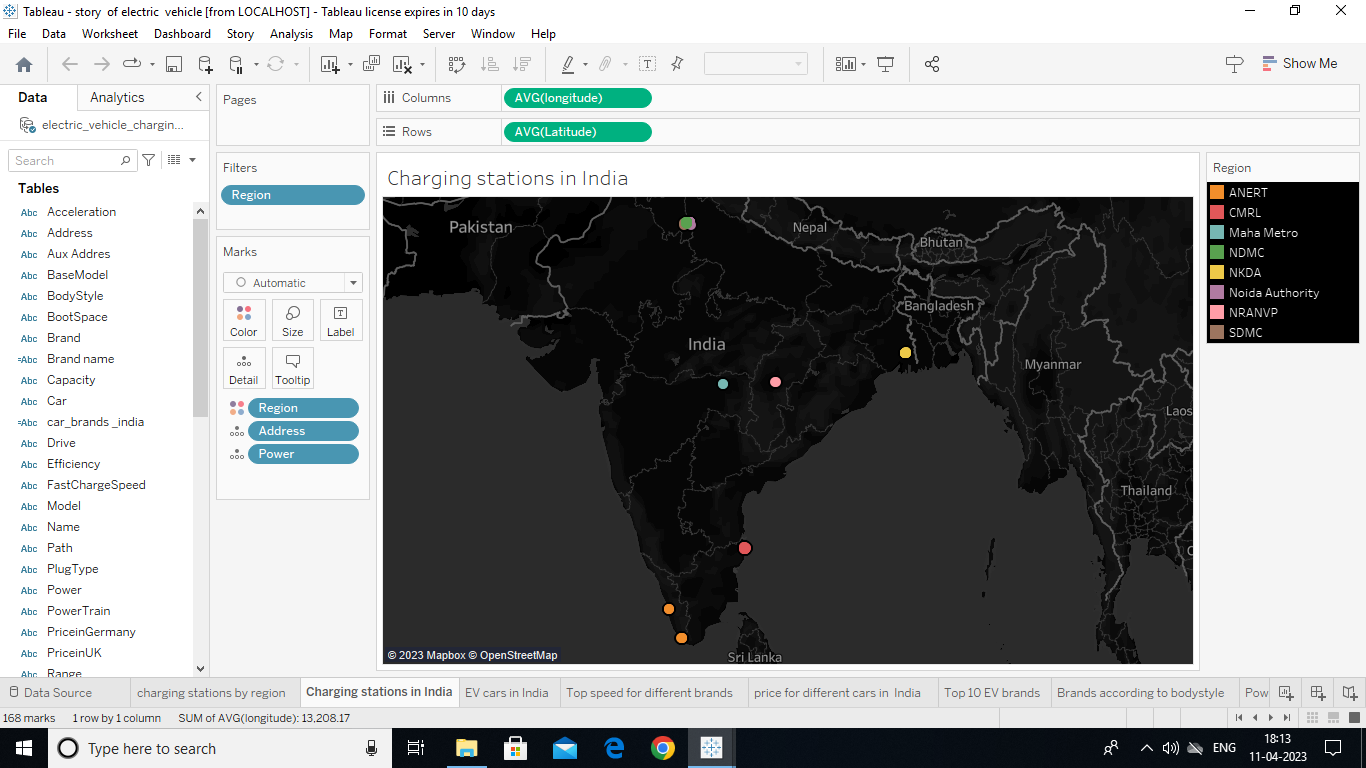 Tableau - story of electric vehicle [from LOCALHOST] - Tableau license expires in 10 days
File Data Worksheet Dashboard Story Analysis Map Format Server Window Help
Show Me
Data Analytics
electric_vehicle_chargin...
Search
Tables
Abc Acceleration
Abc Address
Abc Aux Addres
Abc BaseModel
Abc BodyStyle
Abc BootSpace
Abc Brand
=Abc Brand name
Abc Capacity
Abc Car
=Abc car_brands _india
Abc Drive
Abc Efficiency
Abc FastChargeSpeed
Abc Model
Abc Name
Abc Path
Abc PlugType
Abc Power
Abc PowerTrain
Abc PriceinGermany
Abc PriceinUK
Abc Range
Pages
Filters
Region
Marks
Automatic
Color Size Label
Detail Tooltip
Region
Address
Power
Columns AVG(longitude)
Rows AVG(Latitude)
Charging stations in India
Pakistan
Nepal
Bhutan
Bangladesh
India
Myanmar
Laos
Thailand
Sri Lanka
© 2023 Mapbox © OpenStreetMap
Region
ANERT
CMRL
Maha Metro
NDMC
NKDA
Noida Authority
NRANVP
SDMC
Data Source charging stations by region Charging stations in India EV cars in India Top speed for different brands price for different cars in India Top 10 EV brands Brands according to bodystyle Pow
168 marks 1 row by 1 column SUM of AVG(longitude): 13,208.17
Type here to search
ENG
18:13
11-04-2023